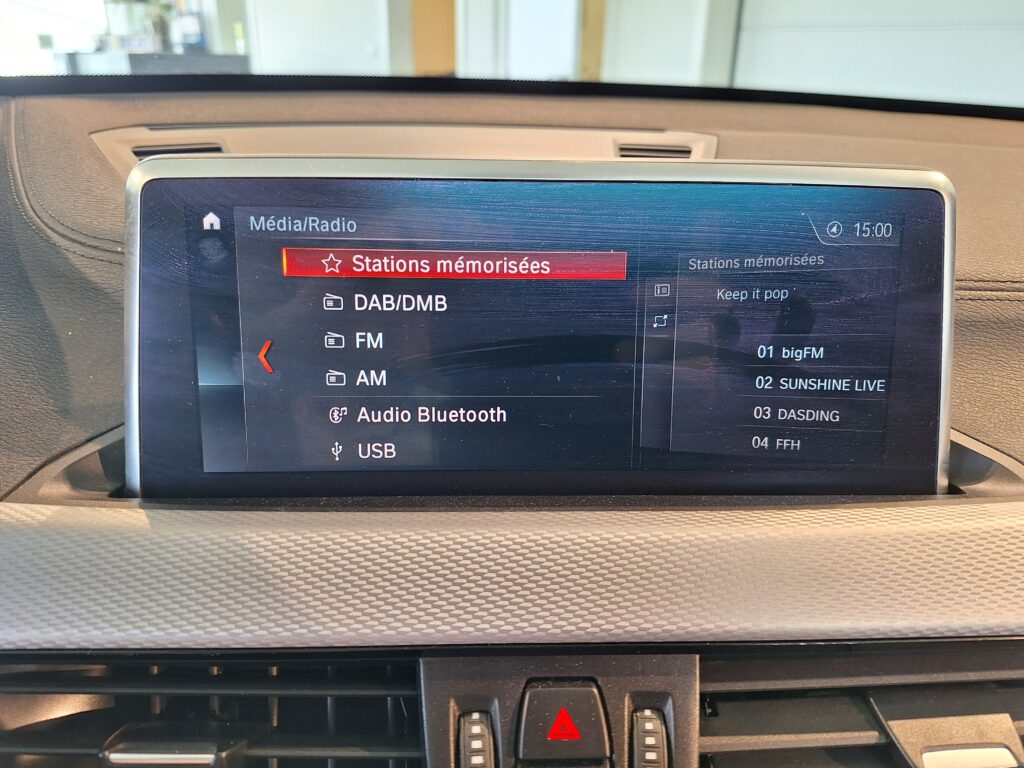 Média/Radio
15:00
Stations mémorisées
DAB/DMB
FM
AM
Audio Bluetooth
USB
Stations mémorisées
Keep it pop
01 bigFM
02 SUNSHINE LIVE
03 DASDING
04 FFH